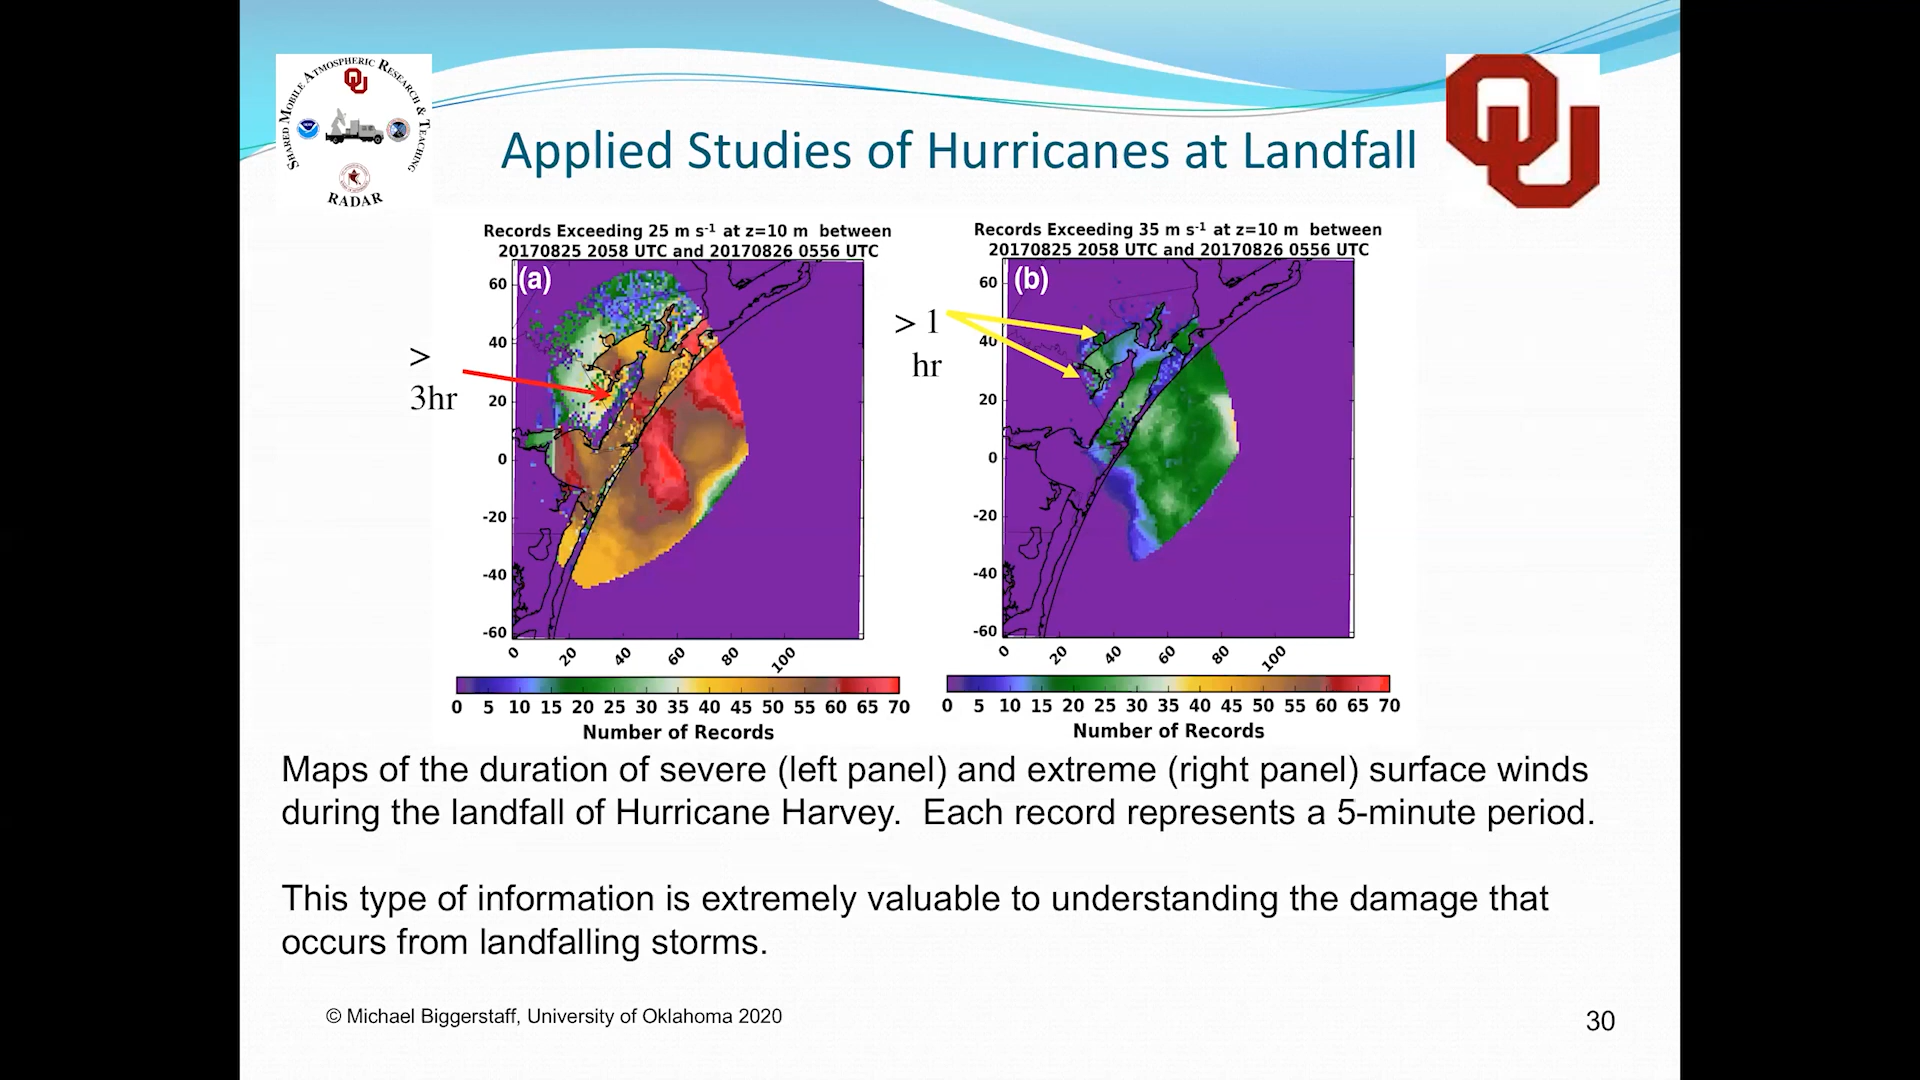 SHARED MOBILE ATMOSPHERIC RESEARCH & TEACHING
RADAR
OU
Applied Studies of Hurricanes at Landfall
Records Exceeding 25 m s-1 at z=10 m between
20170825 2058 UTC and 20170826 0556 UTC
(a)
60
40
20
0
-20
-40
-60
0 20 40 60 80 100
0 5 10 15 20 25 30 35 40 45 50 55 60 65 70
Number of Records
>
3hr
Records Exceeding 35 m s-1 at z=10 m between
20170825 2058 UTC and 20170826 0556 UTC
(b)
60
40
20
0
-20
-40
-60
0 20 40 60 80 100
0 5 10 15 20 25 30 35 40 45 50 55 60 65 70
Number of Records
> 1
hr
Maps of the duration of severe (left panel) and extreme (right panel) surface winds
during the landfall of Hurricane Harvey. Each record represents a 5-minute period.
This type of information is extremely valuable to understanding the damage that
occurs from landfalling storms.
© Michael Biggerstaff, University of Oklahoma 2020
30